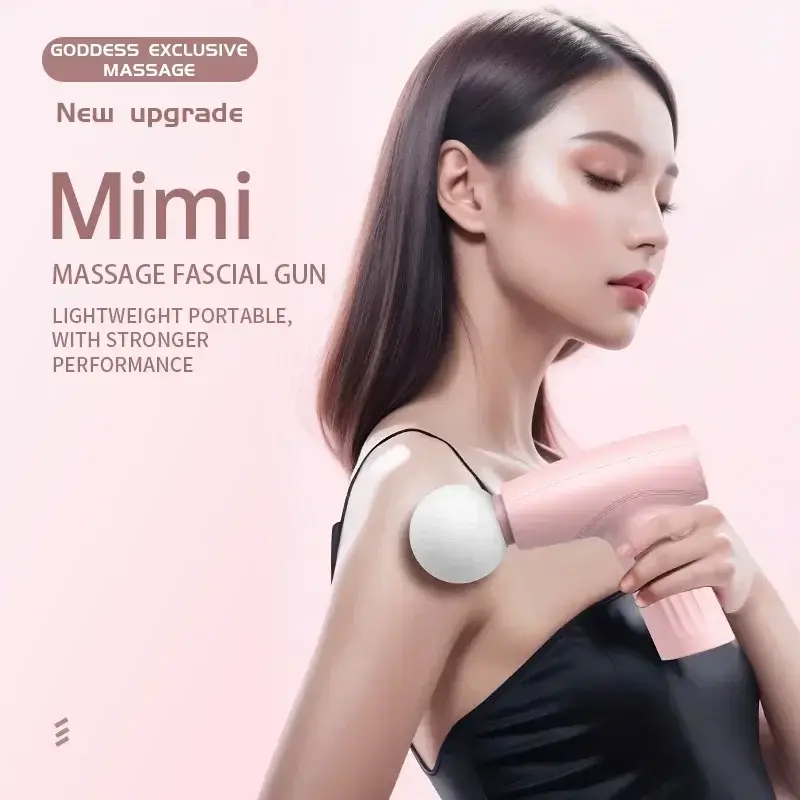 GODDESS EXCLUSIVE
MASSAGE
New upgrade
Mimi
MASSAGE FASCIAL GUN
LIGHTWEIGHT PORTABLE,
WITH STRONGER
PERFORMANCE